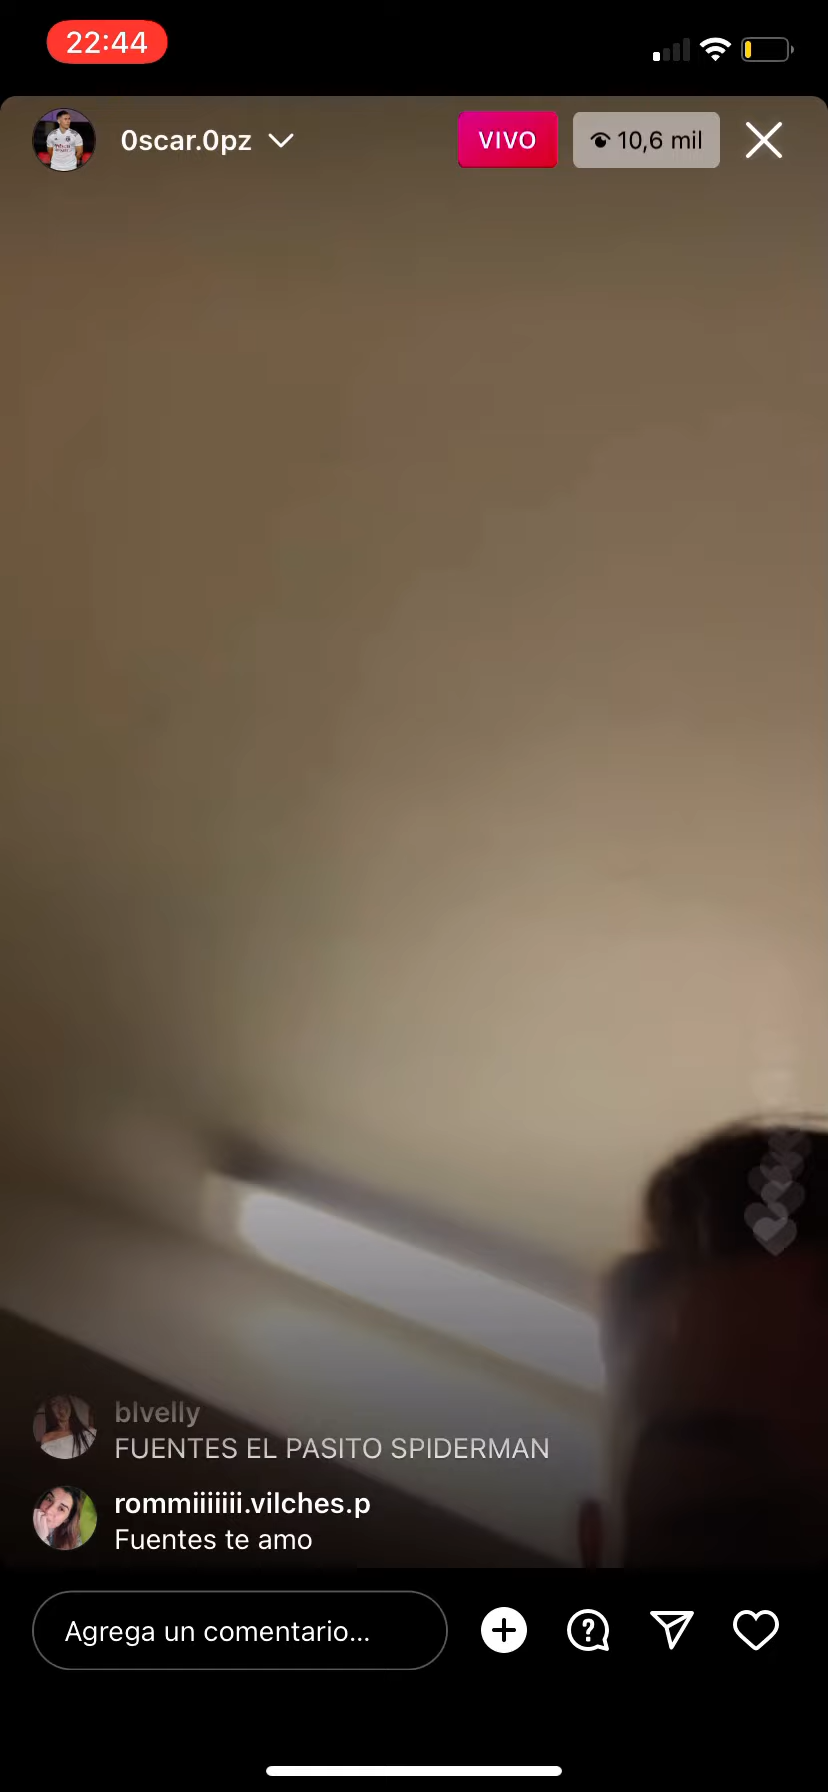 22:44
0scar.0pz
VIVO
10,6 mil
blvelly
FUENTES EL PASITO SPIDERMAN
rommiiiiiii.vilches.p
Fuentes te amo
Agrega un comentario...